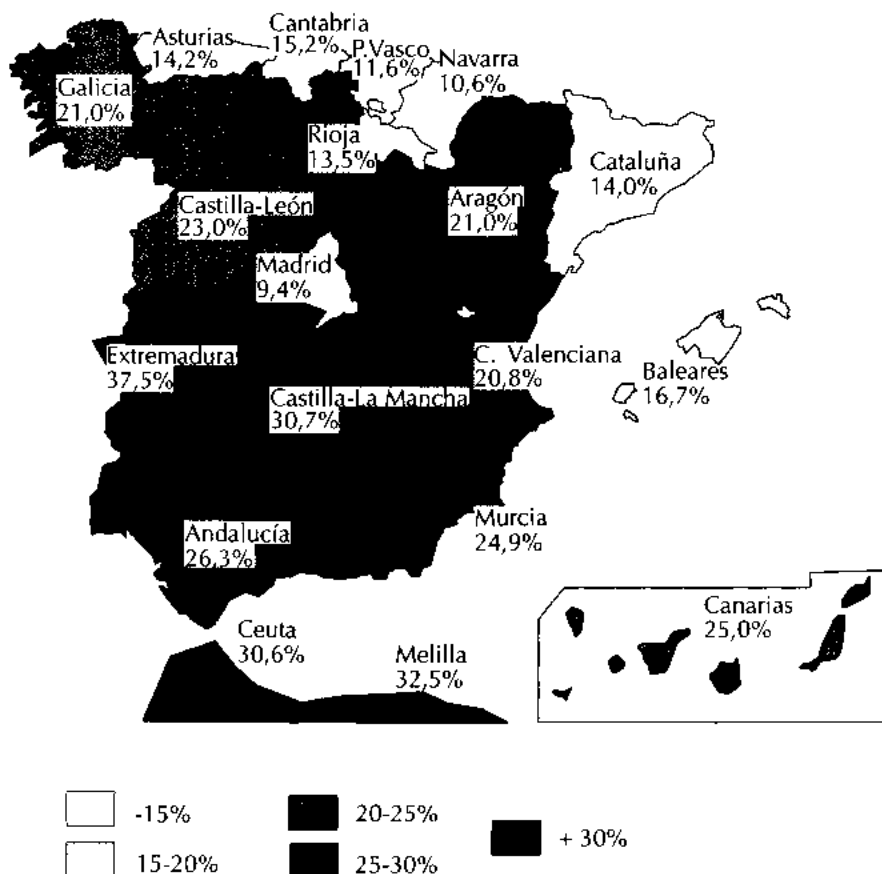 Cantabria
15,2%
Asturias
14,2%
P.Vasco
11,6%
Navarra
10,6%
Galicia
21,0%
Rioja
13,5%
Cataluña
14,0%
Castilla-León
23,0%
Aragón
21,0%
Madrid
9,4%
Extremadura
37,5%
C. Valenciana
20,8%
Baleares
16,7%
Castilla-La Mancha
30,7%
Andalucía
26,3%
Murcia
24,9%
Canarias
25,0%
Ceuta
30,6%
Melilla
32,5%
-15%
20-25%
+ 30%
15-20%
25-30%